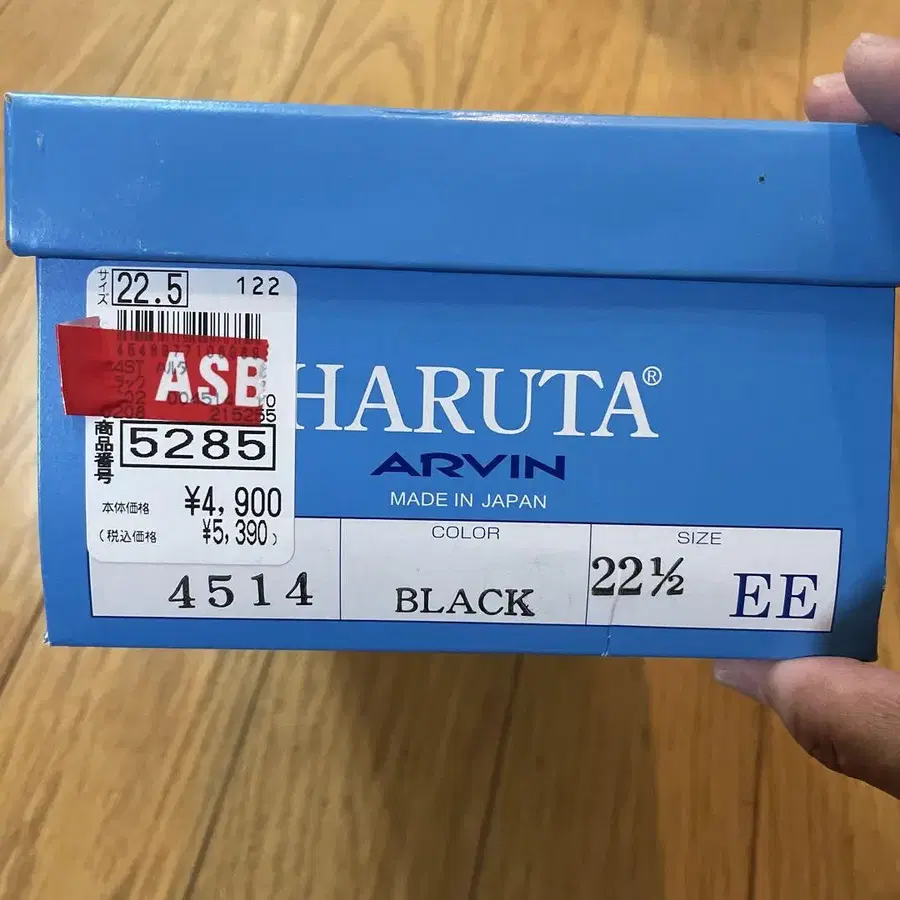 サイズ 22.5 122
ASB
商品番号 5285
本体価格 ¥4,900
(税込価格 ¥5,390)
HARUTA®
ARVIN
MADE IN JAPAN
COLOR SIZE
4514 BLACK 22½ EE